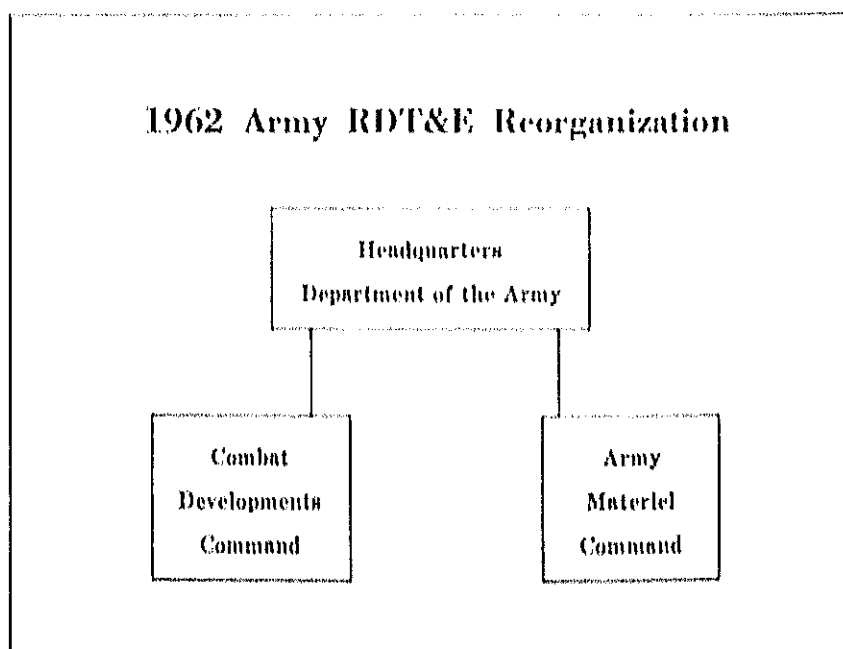 1962 Army RDT&E Reorganization
Headquarters
Department of the Army
Combat
Developments
Command
Army
Materiel
Command